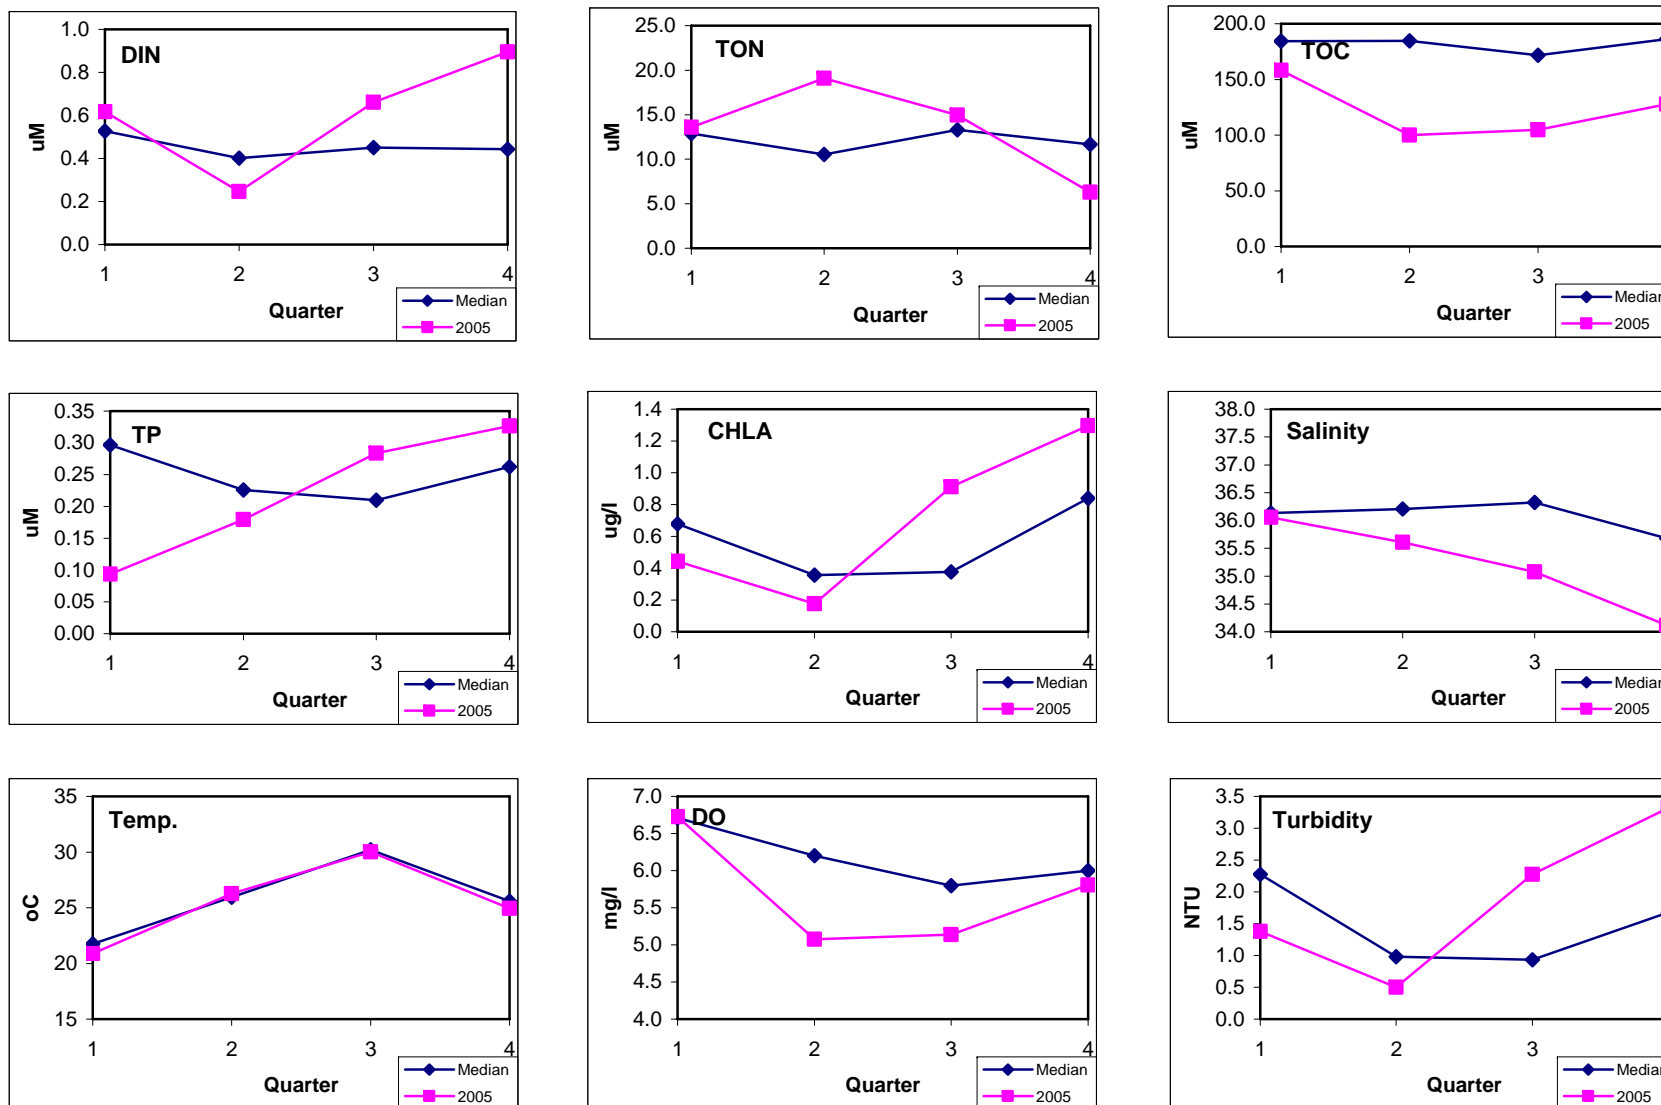 DIN
uM
1.0
0.8
0.6
0.4
0.2
0.0
1 2 3 4
Quarter
Median
2005
TON
uM
25.0
20.0
15.0
10.0
5.0
0.0
1 2 3 4
Quarter
Median
2005
TOC
uM
200.0
150.0
100.0
50.0
0.0
1 2 3
Quarter
Median
2005
TP
uM
0.35
0.30
0.25
0.20
0.15
0.10
0.05
0.00
1 2 3 4
Quarter
Median
2005
CHLA
ug/l
1.4
1.2
1.0
0.8
0.6
0.4
0.2
0.0
1 2 3 4
Quarter
Median
2005
Salinity
38.0
37.5
37.0
36.5
36.0
35.5
35.0
34.5
34.0
1 2 3
Quarter
Median
2005
Temp.
oC
35
30
25
20
15
1 2 3 4
Quarter
Median
2005
DO
mg/l
7.0
6.5
6.0
5.5
5.0
4.5
4.0
1 2 3 4
Quarter
Median
2005
Turbidity
NTU
3.5
3.0
2.5
2.0
1.5
1.0
0.5
0.0
1 2 3
Quarter
Median
2005